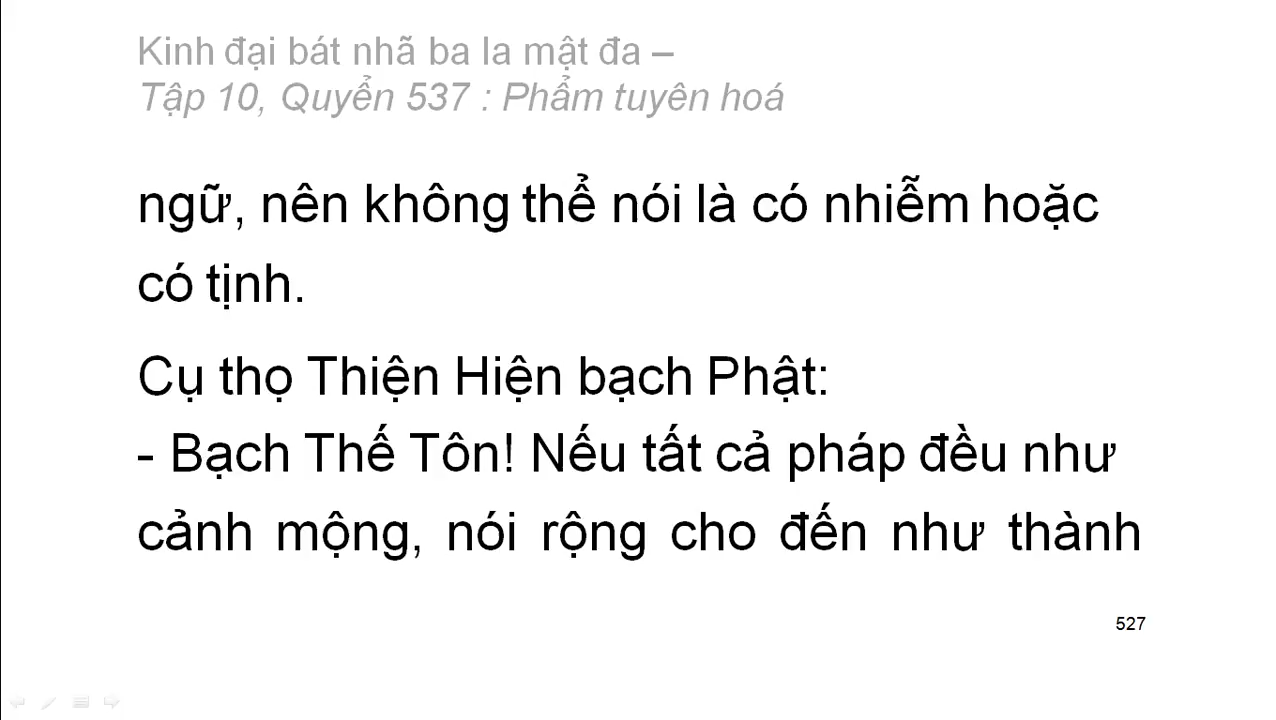 Kinh đại bát nhã ba la mật đa –
Tập 10, Quyển 537 : Phẩm tuyên hoá
ngữ, nên không thể nói là có nhiễm hoặc
có tịnh.
Cụ thọ Thiện Hiện bạch Phật:
- Bạch Thế Tôn! Nếu tất cả pháp đều như
cảnh mộng, nói rộng cho đến như thành
527